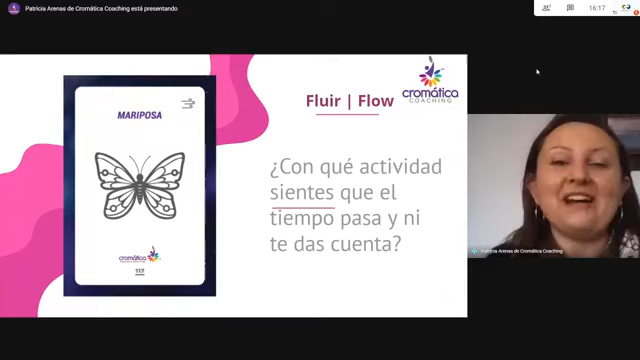 Patricia Arenas de Cromática Coaching está presentando
16:17
MARIPOSA
cromática
117
Fluir | Flow
cromática
COACHING
¿Con qué actividad
sientes que el
tiempo pasa y ni
te das cuenta?
Patricia Arenas de Cromática Coaching